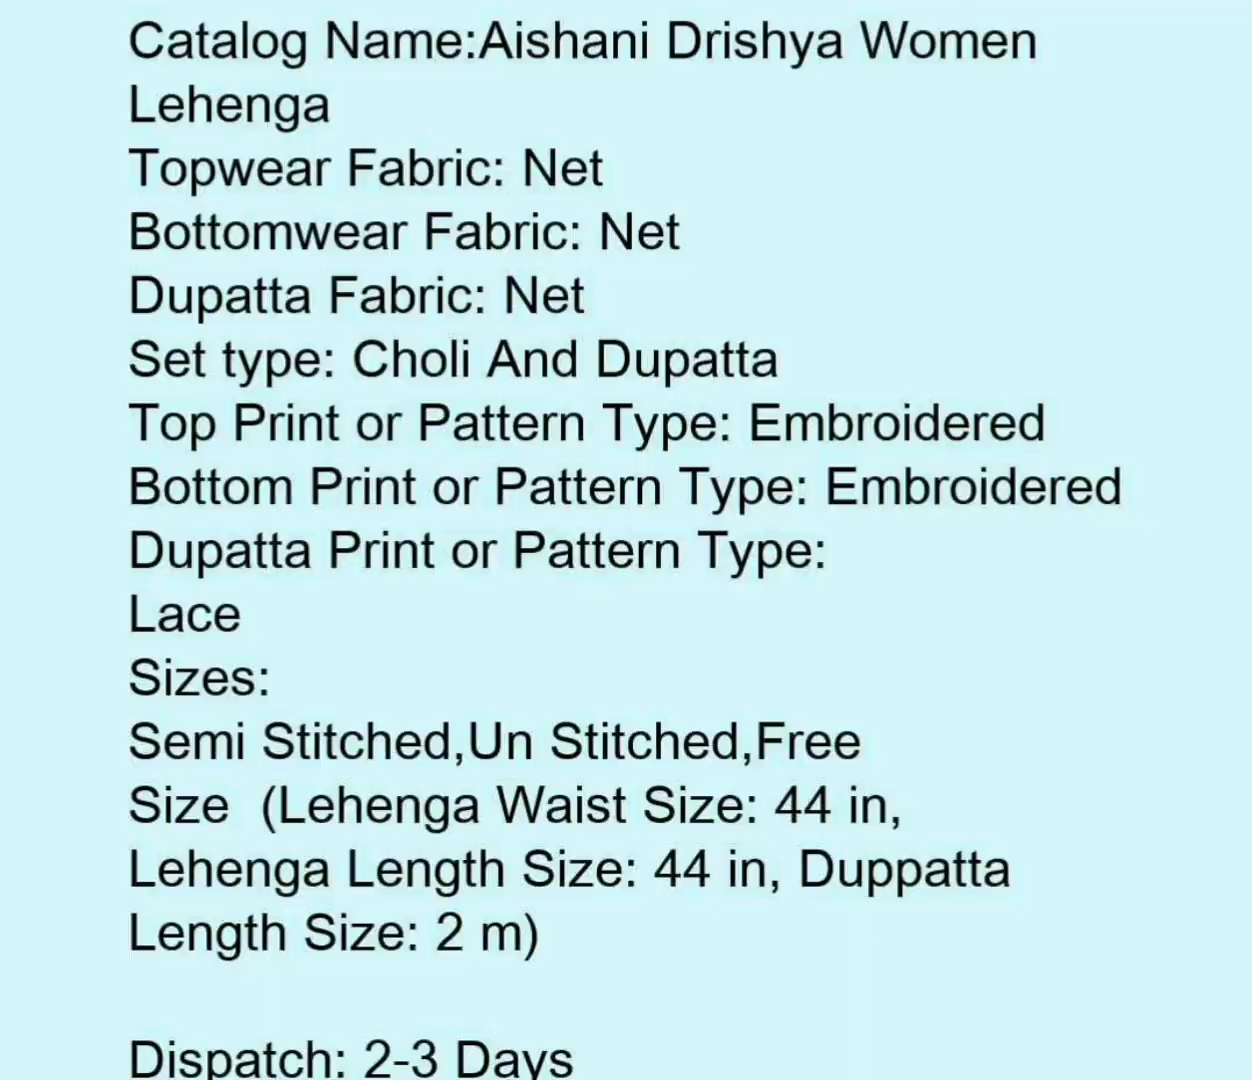 Catalog Name:Aishani Drishya Women
Lehenga
Topwear Fabric: Net
Bottomwear Fabric: Net
Dupatta Fabric: Net
Set type: Choli And Dupatta
Top Print or Pattern Type: Embroidered
Bottom Print or Pattern Type: Embroidered
Dupatta Print or Pattern Type:
Lace
Sizes:
Semi Stitched,Un Stitched,Free
Size  (Lehenga Waist Size: 44 in,
Lehenga Length Size: 44 in, Duppatta
Length Size: 2 m)
Dispatch: 2-3 Days